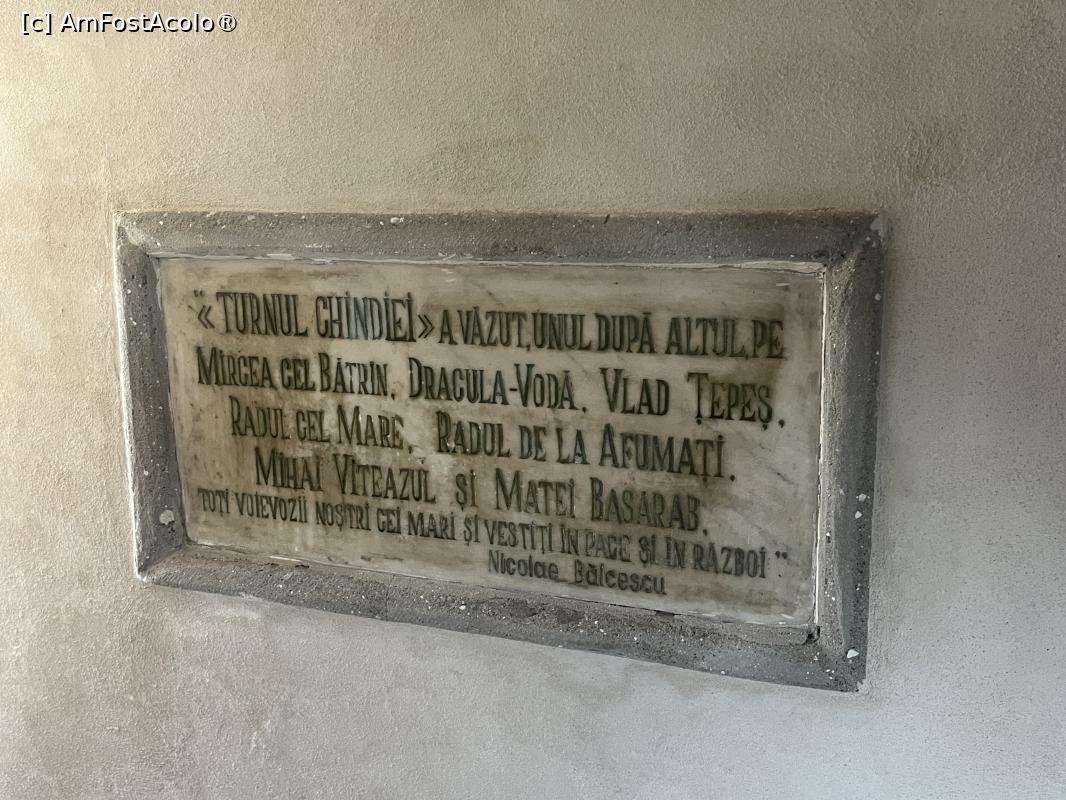 [c] AmFostAcolo®
“« TURNUL CHINDIEI » A VĂZUT, UNUL DUPĂ ALTUL, PE
MIRCEA CEL BĂTRÎN, DRACULA-VODĂ, VLAD ȚEPEȘ,
RADUL CEL MARE, RADUL DE LA AFUMAȚI,
MIHAI VITEAZUL ȘI MATEI BASARAB,
TOȚI VOIEVOZII NOȘTRI CEI MARI ȘI VESTIȚI ÎN PACE ȘI ÎN RĂZBOI ”
Nicolae Bălcescu